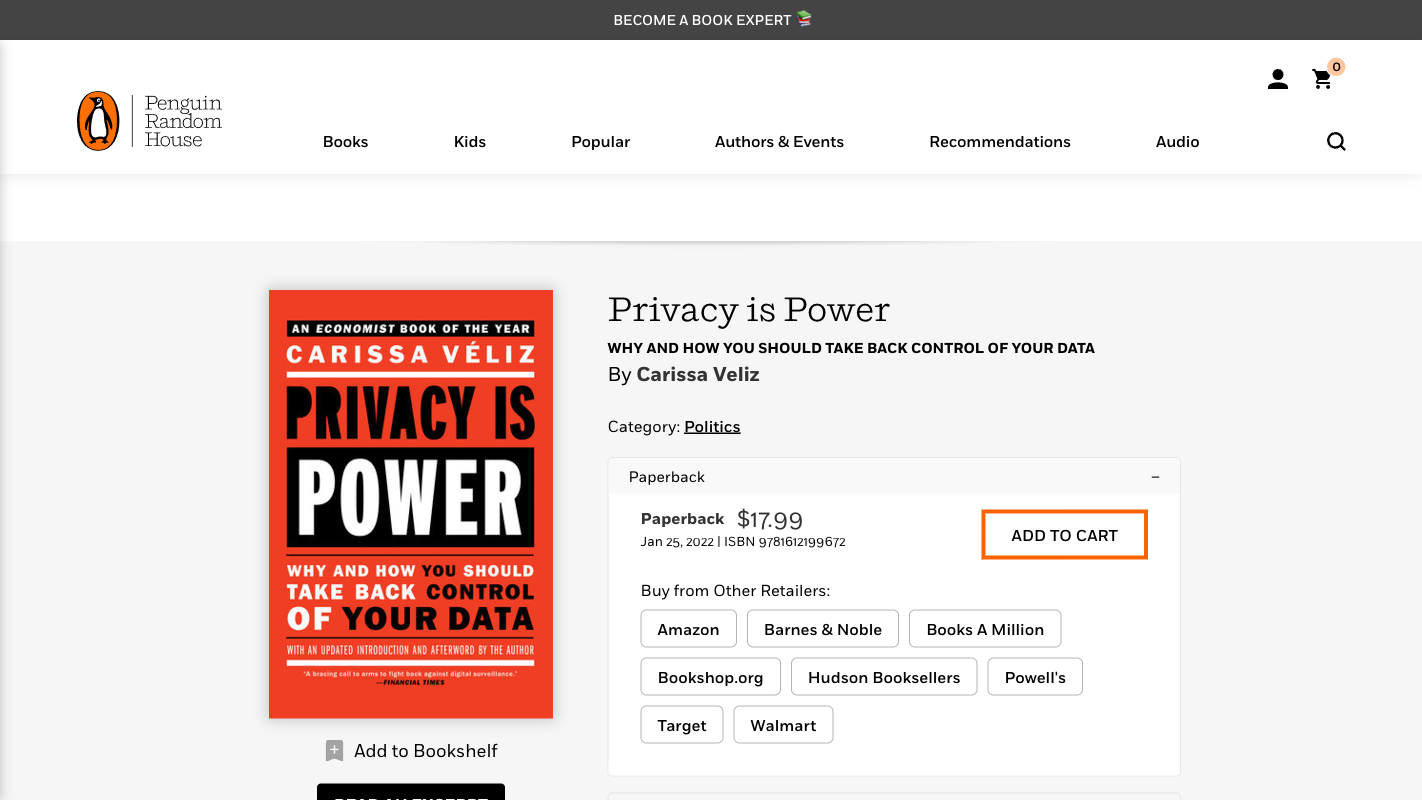 BECOME A BOOK EXPERT
0
Penguin
Random
House
Books
Kids
Popular
Authors & Events
Recommendations
Audio
AN ECONOMIST BOOK OF THE YEAR
CARISSA VÉLIZ
PRIVACY IS
POWER
WHY AND HOW YOU SHOULD
TAKE BACK CONTROL
OF YOUR DATA
WITH AN UPDATED INTRODUCTION AND AFTERWORD BY THE AUTHOR
"A bracing call to arms to fight back against digital surveillance."
—FINANCIAL TIMES
Add to Bookshelf
READ AN EXCERPT
Privacy is Power
WHY AND HOW YOU SHOULD TAKE BACK CONTROL OF YOUR DATA
By Carissa Veliz
Category: Politics
Paperback –
Paperback $17.99
Jan 25, 2022 | ISBN 9781612199672
ADD TO CART
Buy from Other Retailers:
Amazon
Barnes & Noble
Books A Million
Bookshop.org
Hudson Booksellers
Powell's
Target
Walmart